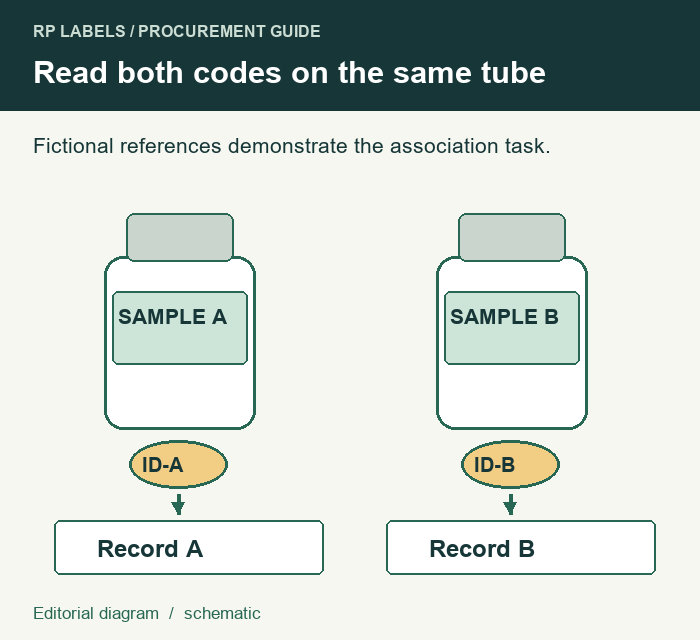 RP LABELS / PROCUREMENT GUIDE
Read both codes on the same tube
Fictional references demonstrate the association task.
SAMPLE A
SAMPLE B
ID-A
ID-B
Record A
Record B
Editorial diagram / schematic